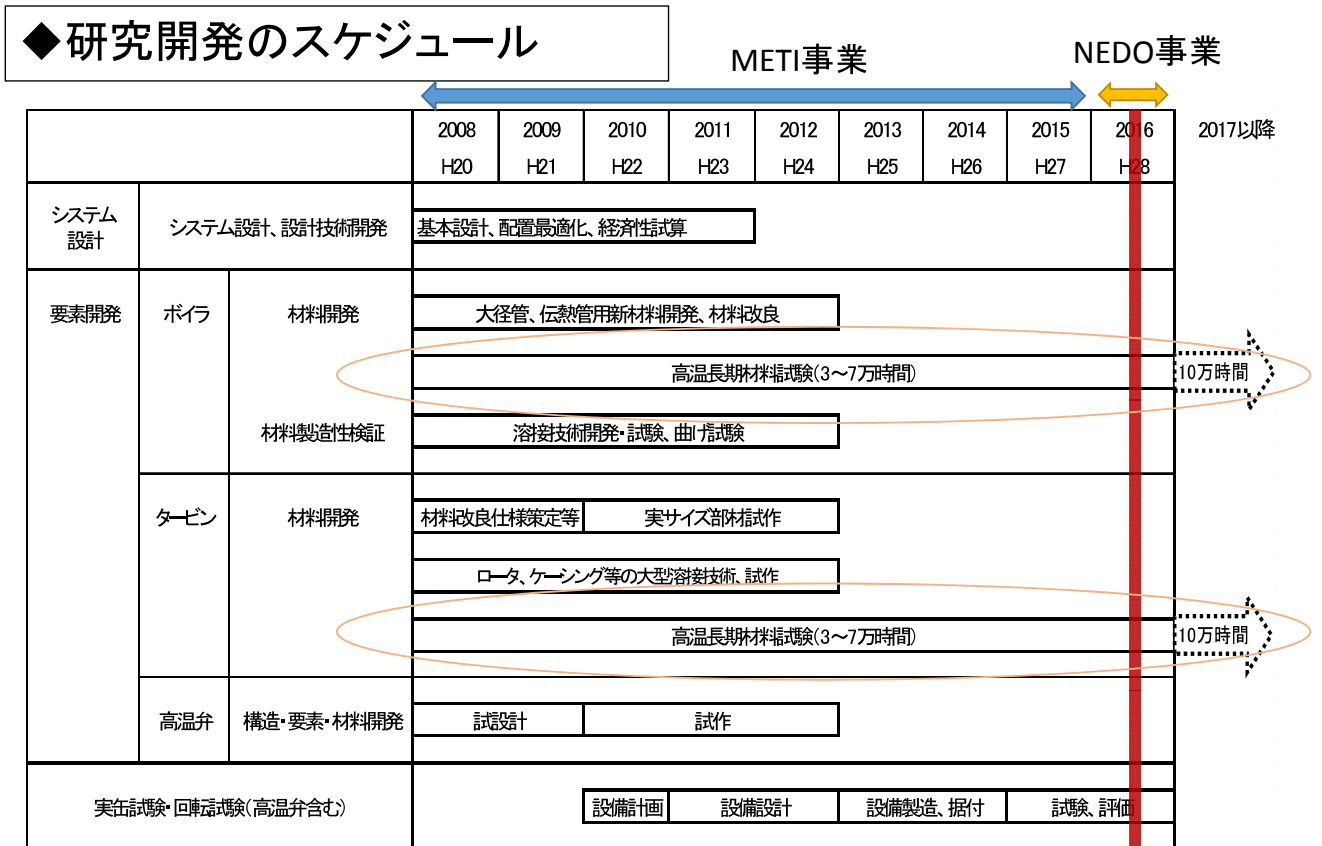 ◆研究開発のスケジュール
METI事業
NEDO事業
2008 2009 2010 2011 2012 2013 2014 2015 2016 2017以降
H20 H21 H22 H23 H24 H25 H26 H27 H28
システム
設計
システム設計、設計技術開発
基本設計、配置最適化、経済性試算
要素開発
ボイラ
材料開発
大径管、伝熱管用新材料開発、材料改良
高温長期材料試験(3～7万時間)
10万時間
材料製造性検証
溶接技術開発・試験、曲げ試験
タービン
材料開発
材料改良仕様策定等
実サイズ部材試作
ロータ、ケーシング等の大型溶接技術、試作
高温長期材料試験(3～7万時間)
10万時間
高温弁
構造・要素・材料開発
試設計
試作
実缶試験・回転試験(高温弁含む)
設備計画
設備設計
設備製造、据付
試験、評価